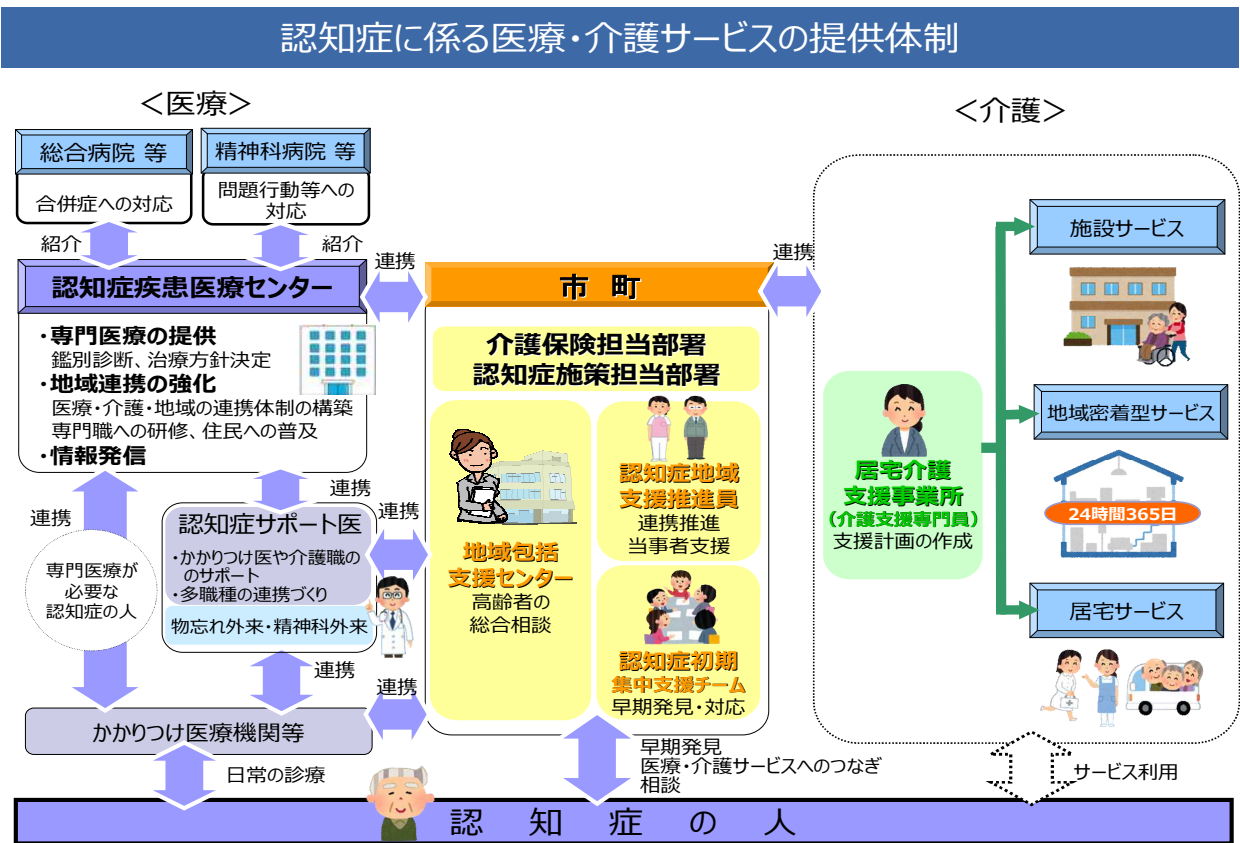 認知症に係る医療・介護サービスの提供体制
＜医療＞
総合病院 等
合併症への対応
精神科病院 等
問題行動等への
対応
紹介
紹介
認知症疾患医療センター
・専門医療の提供
鑑別診断、治療方針決定
・地域連携の強化
医療・介護・地域の連携体制の構築
専門職への研修、住民への普及
・情報発信
連携
連携
専門医療が
必要な
認知症の人
認知症サポート医
・かかりつけ医や介護職の
のサポート
・多職種の連携づくり
物忘れ外来・精神科外来
連携
かかりつけ医療機関等
日常の診療
連携
連携
連携
市 町
介護保険担当部署
認知症施策担当部署
地域包括
支援センター
高齢者の
総合相談
認知症地域
支援推進員
連携推進
当事者支援
認知症初期
集中支援チーム
早期発見・対応
早期発見
医療・介護サービスへのつなぎ
相談
連携
＜介護＞
居宅介護
支援事業所
(介護支援専門員)
支援計画の作成
施設サービス
地域密着型サービス
24時間365日
居宅サービス
サービス利用
認 知 症 の 人